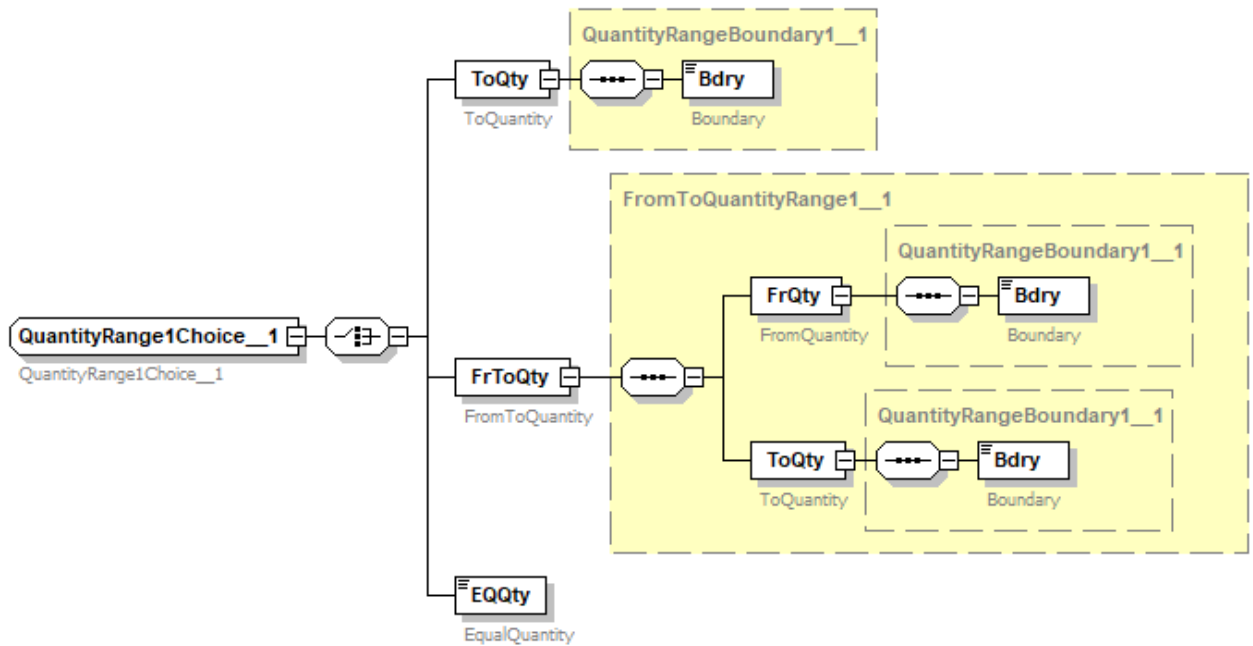 QuantityRangeBoundary1__1
ToQty
Bdry
ToQuantity
Boundary
FromToQuantityRange1__1
QuantityRangeBoundary1__1
FrQty
Bdry
FromQuantity
Boundary
QuantityRange1Choice__1
QuantityRange1Choice__1
FrToQty
FromToQuantity
QuantityRangeBoundary1__1
ToQty
Bdry
ToQuantity
Boundary
EQQty
EqualQuantity